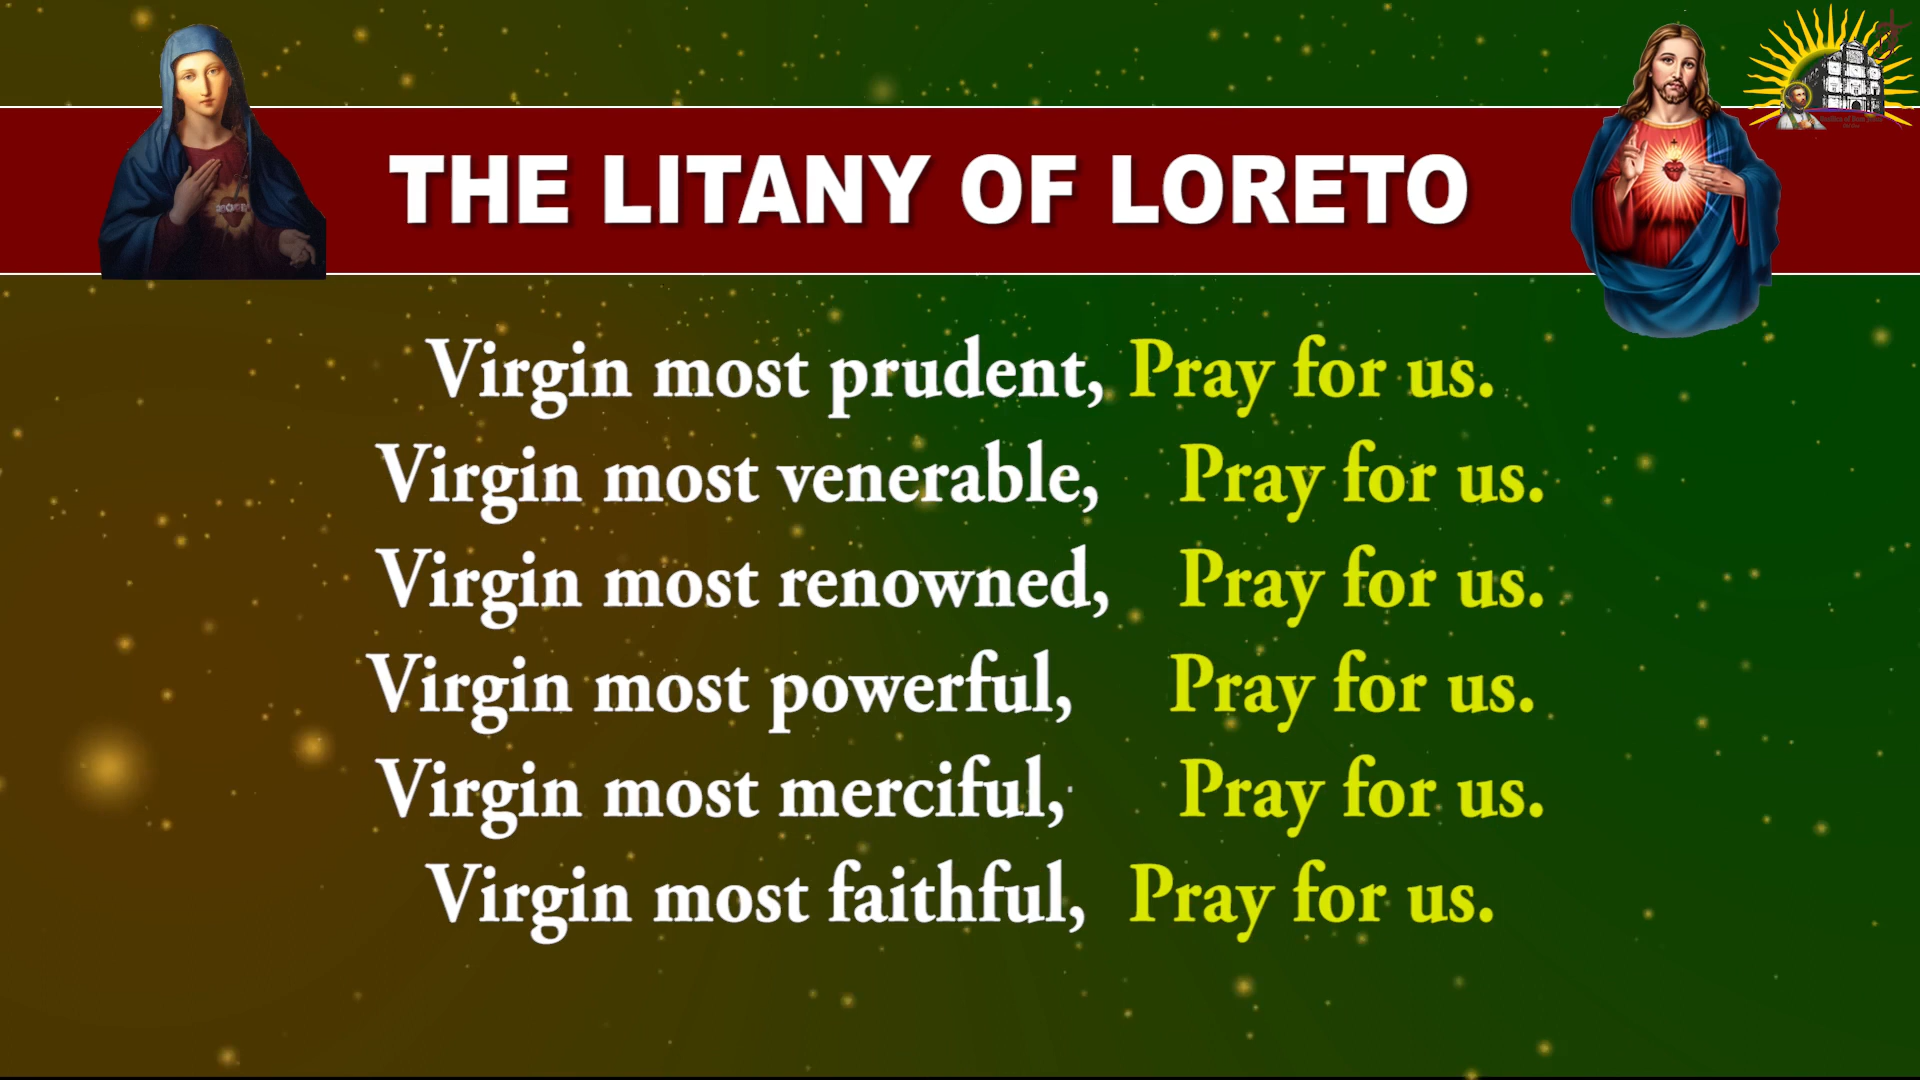 THE LITANY OF LORETO
Virgin most prudent, Pray for us.
Virgin most venerable, Pray for us.
Virgin most renowned, Pray for us.
Virgin most powerful, Pray for us.
Virgin most merciful, Pray for us.
Virgin most faithful, Pray for us.